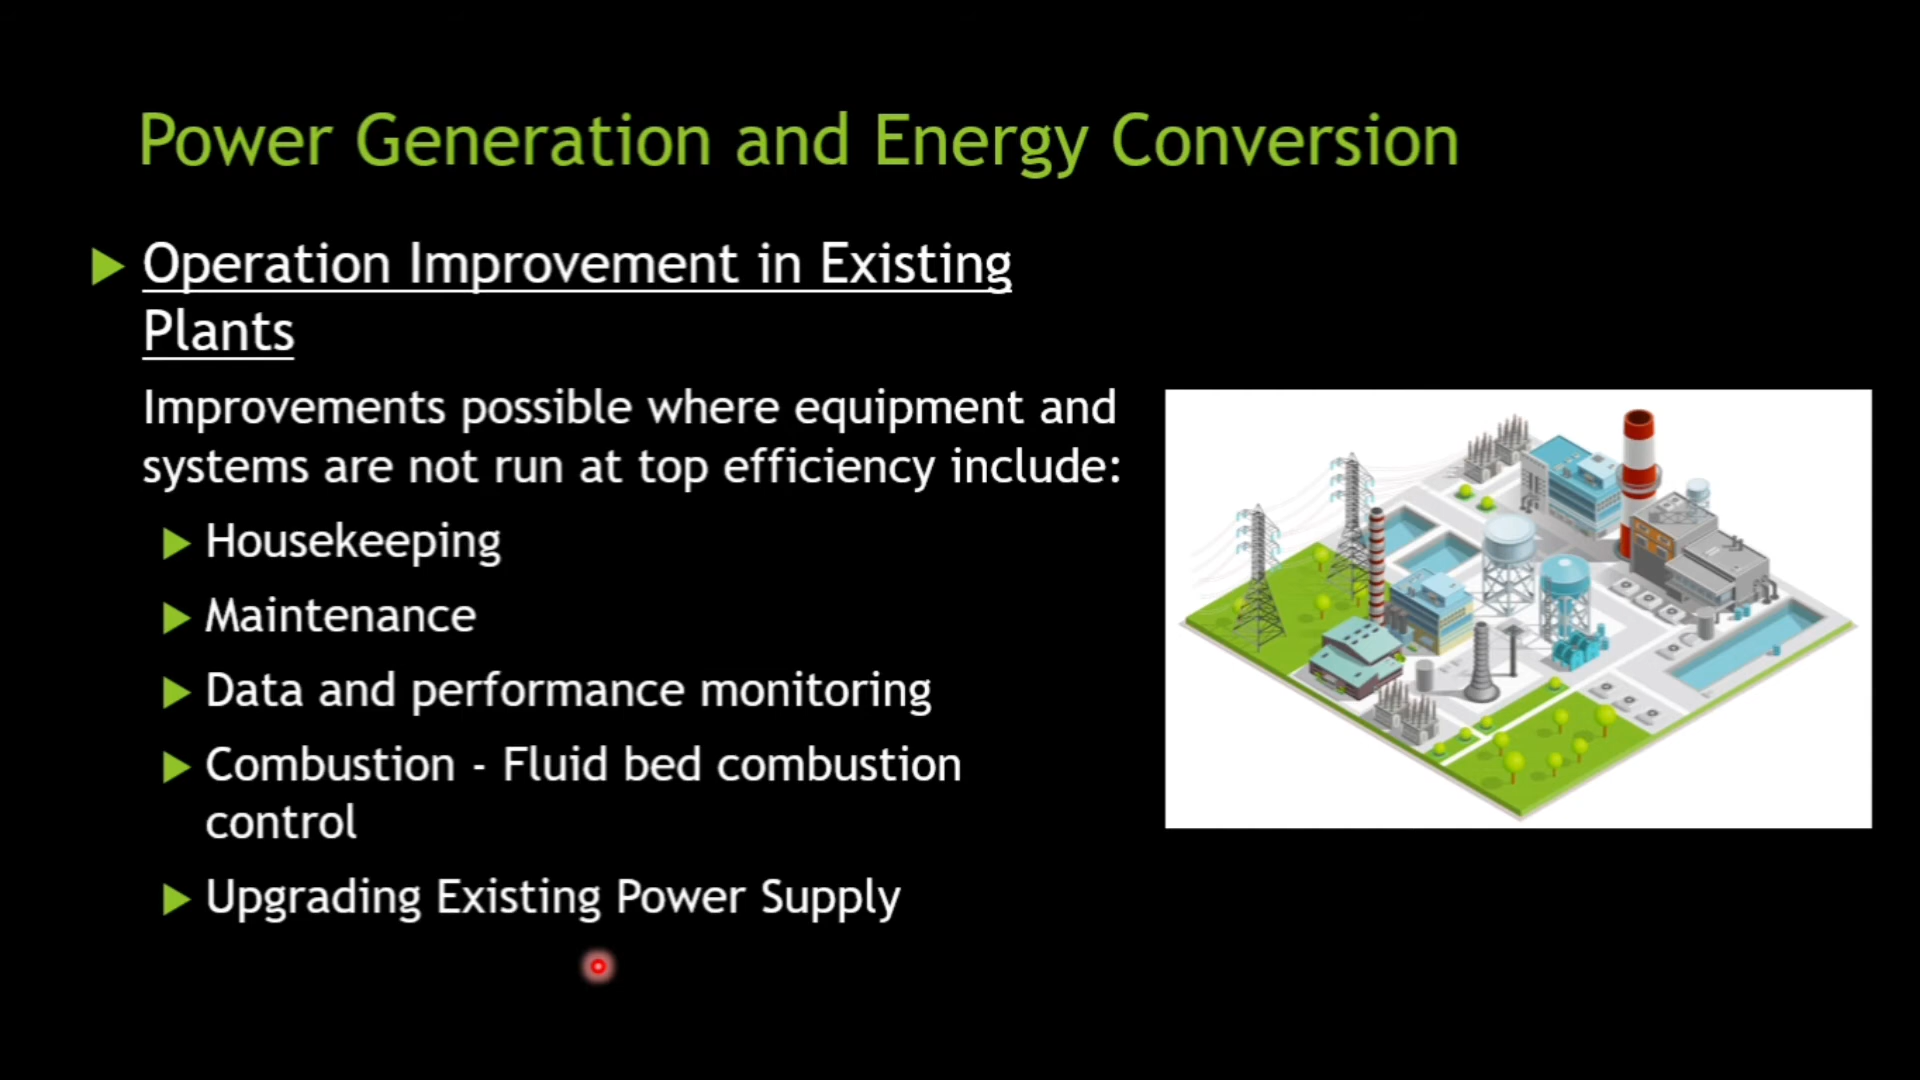 Power Generation and Energy Conversion
Operation Improvement in Existing
Plants
Improvements possible where equipment and
systems are not run at top efficiency include:
Housekeeping
Maintenance
Data and performance monitoring
Combustion - Fluid bed combustion
control
Upgrading Existing Power Supply